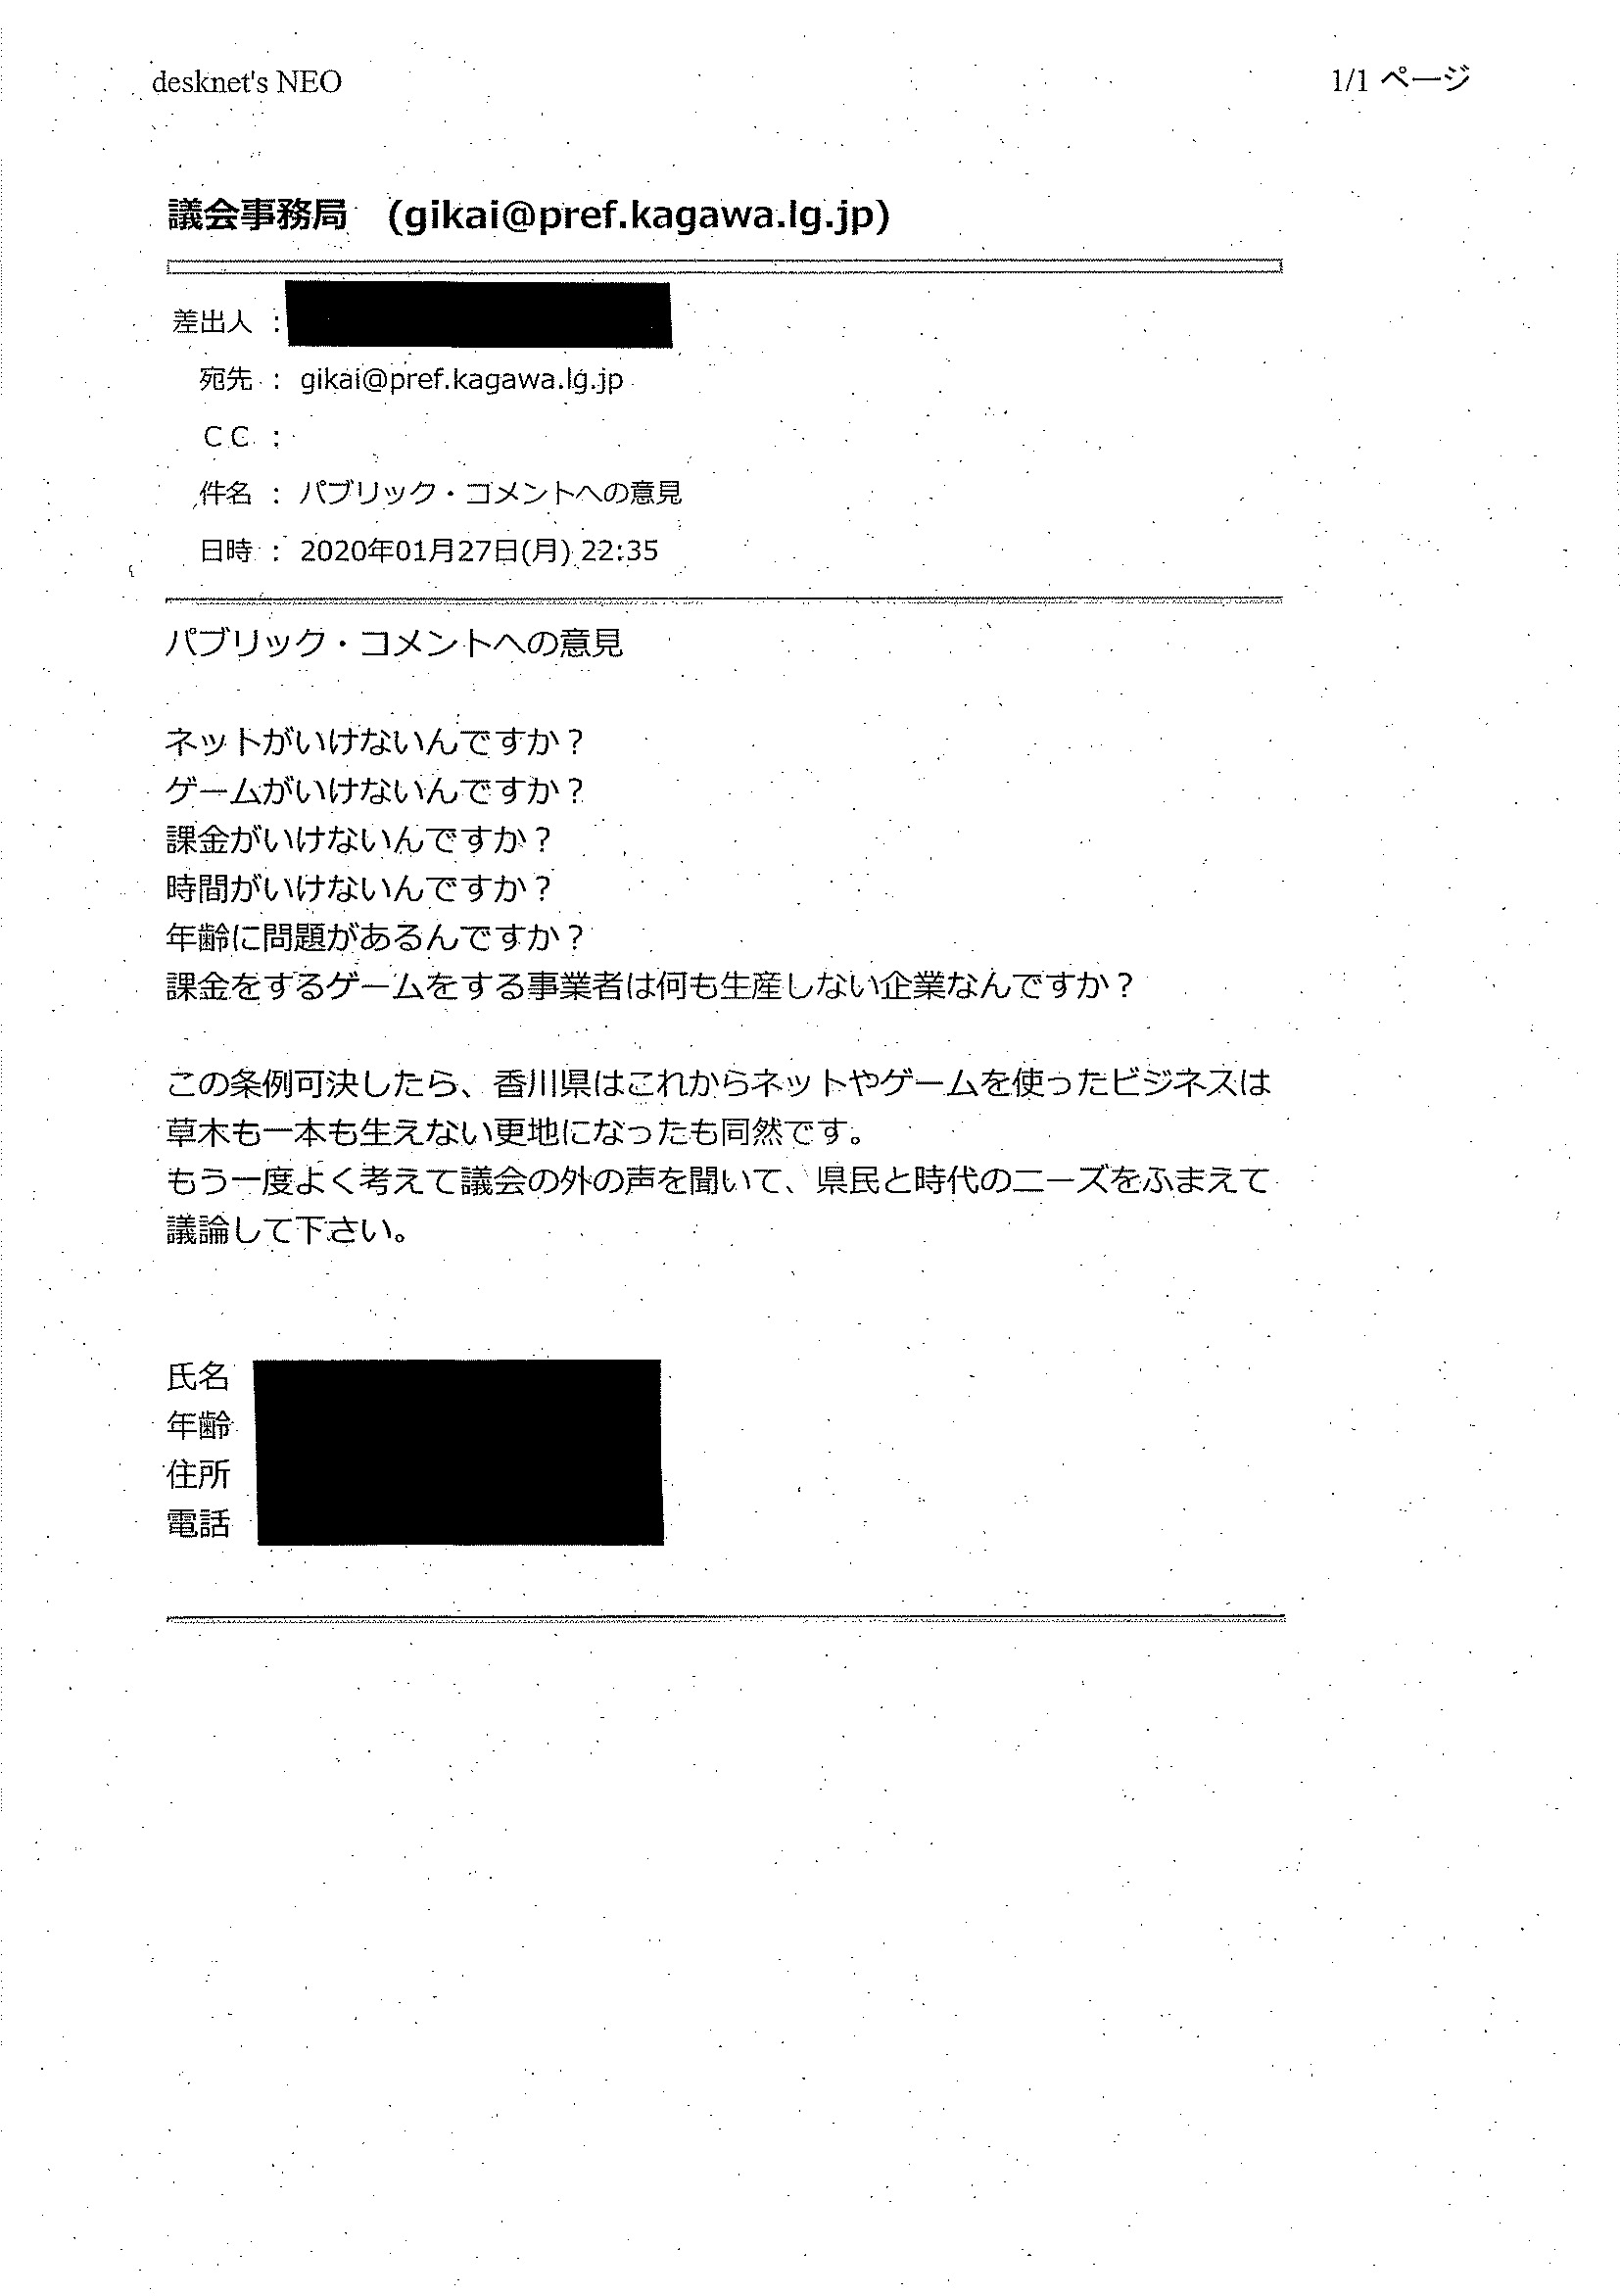 desknet's NEO
1/1 ページ
議会事務局 (gikai@pref.kagawa.lg.jp)
差出人 :
宛先 : gikai@pref.kagawa.lg.jp
CC :
件名 : パブリック・コメントへの意見
日時 : 2020年01月27日(月) 22:35
パブリック・コメントへの意見
ネットがいけないんですか？
ゲームがいけないんですか？
課金がいけないんですか？
時間がいけないんですか？
年齢に問題があるんですか？
課金をするゲームをする事業者は何も生産しない企業なんですか？
この条例可決したら、香川県はこれからネットやゲームを使ったビジネスは
草木も一本も生えない更地になったも同然です。
もう一度よく考えて議会の外の声を聞いて、県民と時代のニーズをふまえて
議論して下さい。
氏名
年齢
住所
電話